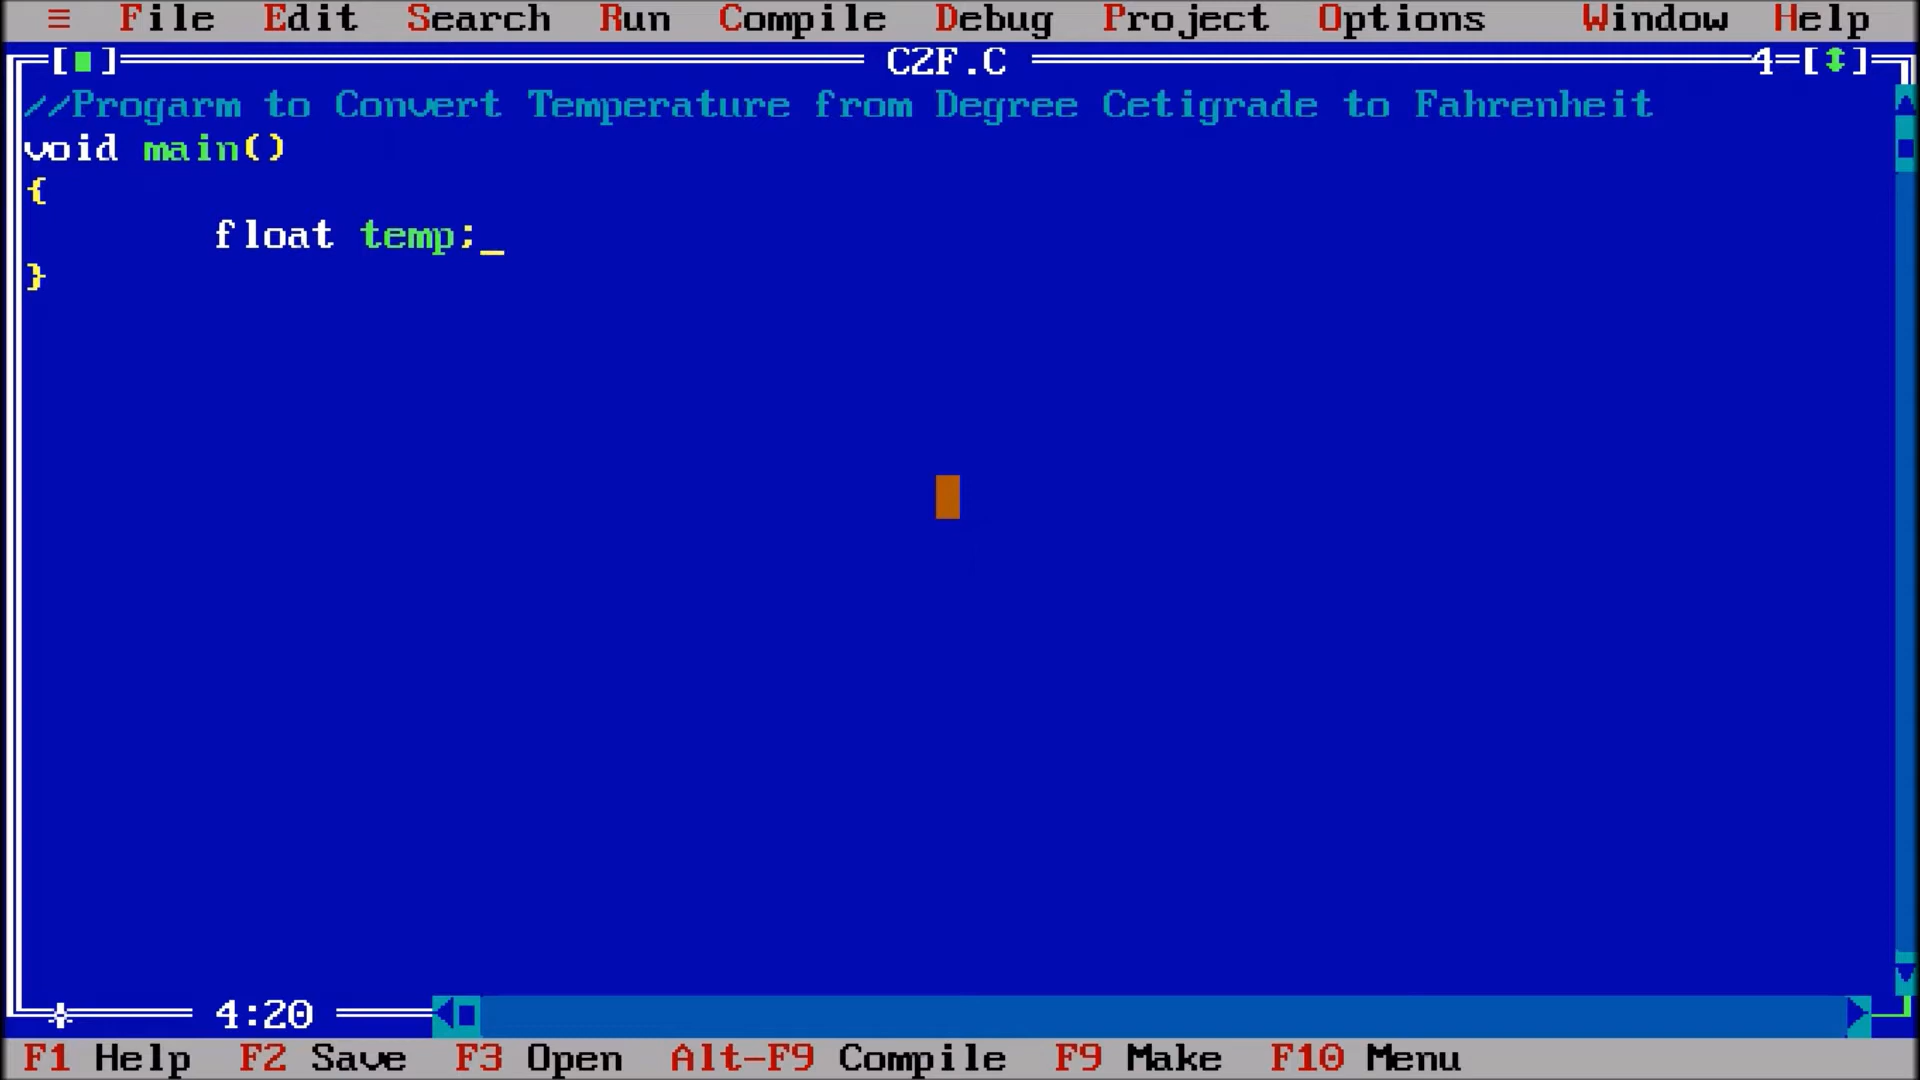 ≡ File Edit Search Run Compile Debug Project Options Window Help
[■] C2F.C 4=[↕]
//Progarm to Convert Temperature from Degree Cetigrade to Fahrenheit
void main()
{
float temp;_
}
4:20
F1 Help F2 Save F3 Open Alt-F9 Compile F9 Make F10 Menu